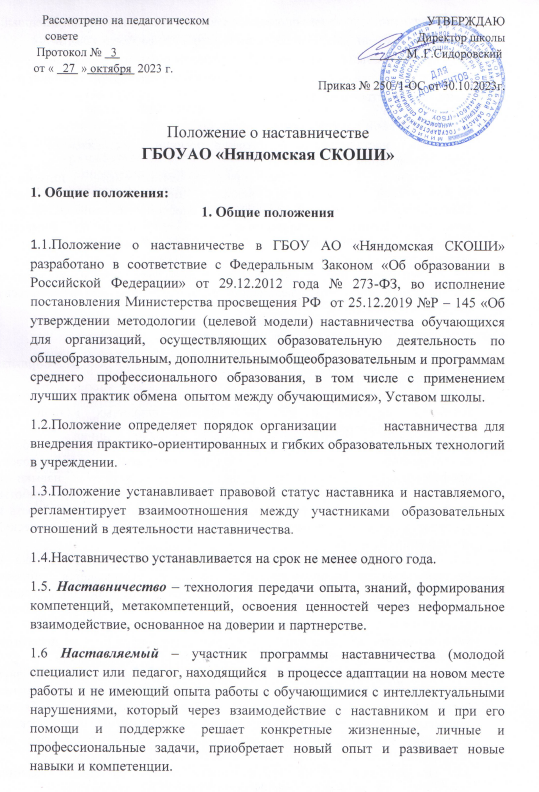 Рассмотрено на педагогическом УТВЕРЖДАЮ
совете Директор школы
Протокол № 3 М.Г.Сидоровский
от « 27 » октября 2023 г.
Приказ № 250/1-ОС от 30.10.2023г.
ДЛЯ
ДОКУМЕНТОВ
Положение о наставничестве
ГБОУАО «Няндомская СКОШИ»
1. Общие положения:
1. Общие положения
1.1.Положение о наставничестве в ГБОУ АО «Няндомская СКОШИ»
разработано в соответствие с Федеральным Законом «Об образовании в
Российской Федерации» от 29.12.2012 года № 273-ФЗ, во исполнение
постановления Министерства просвещения РФ от 25.12.2019 №Р – 145 «Об
утверждении методологии (целевой модели) наставничества обучающихся
для организаций, осуществляющих образовательную деятельность по
общеобразовательным, дополнительнымобщеобразовательным и программам
среднего профессионального образования, в том числе с применением
лучших практик обмена опытом между обучающимися», Уставом школы.
1.2.Положение определяет порядок организации наставничества для
внедрения практико-ориентированных и гибких образовательных технологий
в учреждении.
1.3.Положение устанавливает правовой статус наставника и наставляемого,
регламентирует взаимоотношения между участниками образовательных
отношений в деятельности наставничества.
1.4.Наставничество устанавливается на срок не менее одного года.
1.5. Наставничество – технология передачи опыта, знаний, формирования
компетенций, метакомпетенций, освоения ценностей через неформальное
взаимодействие, основанное на доверии и партнерстве.
1.6 Наставляемый – участник программы наставничества (молодой
специалист или педагог, находящийся в процессе адаптации на новом месте
работы и не имеющий опыта работы с обучающимися с интеллектуальными
нарушениями, который через взаимодействие с наставником и при его
помощи и поддержке решает конкретные жизненные, личные и
профессиональные задачи, приобретает новый опыт и развивает новые
навыки и компетенции.